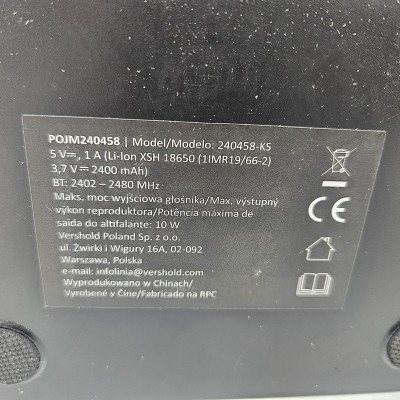 POJM240458 | Model/Modelo: 240458-KS
5 V⎓, 1 A (Li-Ion XSH 18650 (1IMR19/66-2)
3,7 V⎓ 2400 mAh)
BT: 2402 – 2480 MHz
Maks. moc wyjściowa głośnika/Max. výstupný
výkon reproduktora/Potência máxima de
saída do altifalante: 10 W
Vershold Poland Sp. z o.o.
ul. Żwirki i Wigury 16A, 02-092
Warszawa, Polska
e-mail: infolinia@vershold.com
Wyprodukowano w Chinach/
Vyrobené v Číne/Fabricado na RPC
CE